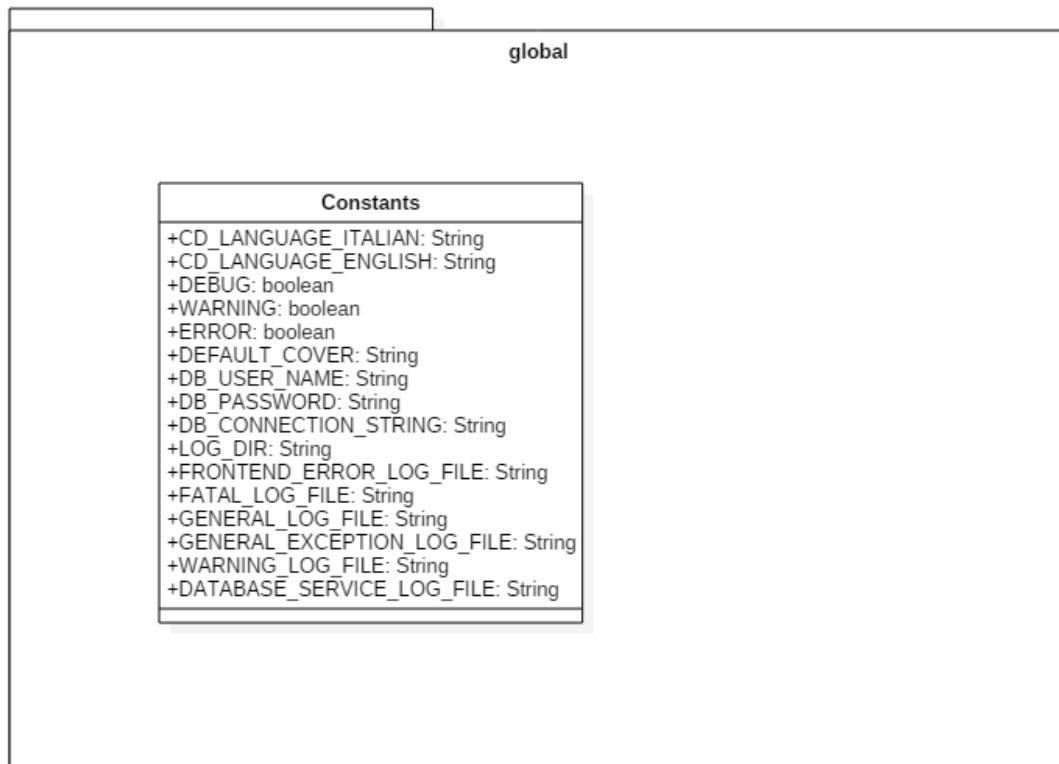 global
Constants
+CD_LANGUAGE_ITALIAN: String
+CD_LANGUAGE_ENGLISH: String
+DEBUG: boolean
+WARNING: boolean
+ERROR: boolean
+DEFAULT_COVER: String
+DB_USER_NAME: String
+DB_PASSWORD: String
+DB_CONNECTION_STRING: String
+LOG_DIR: String
+FRONTEND_ERROR_LOG_FILE: String
+FATAL_LOG_FILE: String
+GENERAL_LOG_FILE: String
+GENERAL_EXCEPTION_LOG_FILE: String
+WARNING_LOG_FILE: String
+DATABASE_SERVICE_LOG_FILE: String